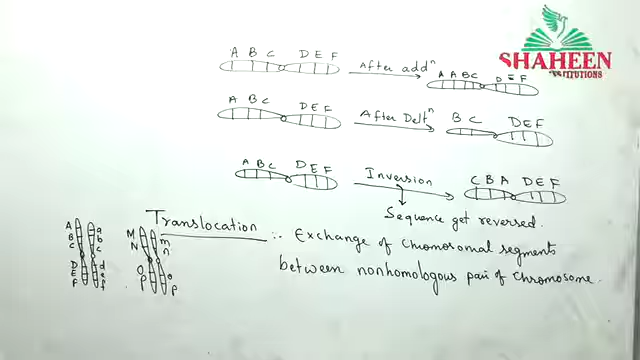 SHAHEEN
INSTITUTIONS
A B C D E F
After addⁿ
A A B C D E F
A B C D E F
After Deltⁿ
B C D E F
A B C D E F
Inversion
C B A D E F
Sequence get reversed.
Translocation :- Exchange of chomosomal segments
between nonhomologous pair of chromosome.
A a
B b
C c
D d
E e
F f
M m
N n
O o
P p